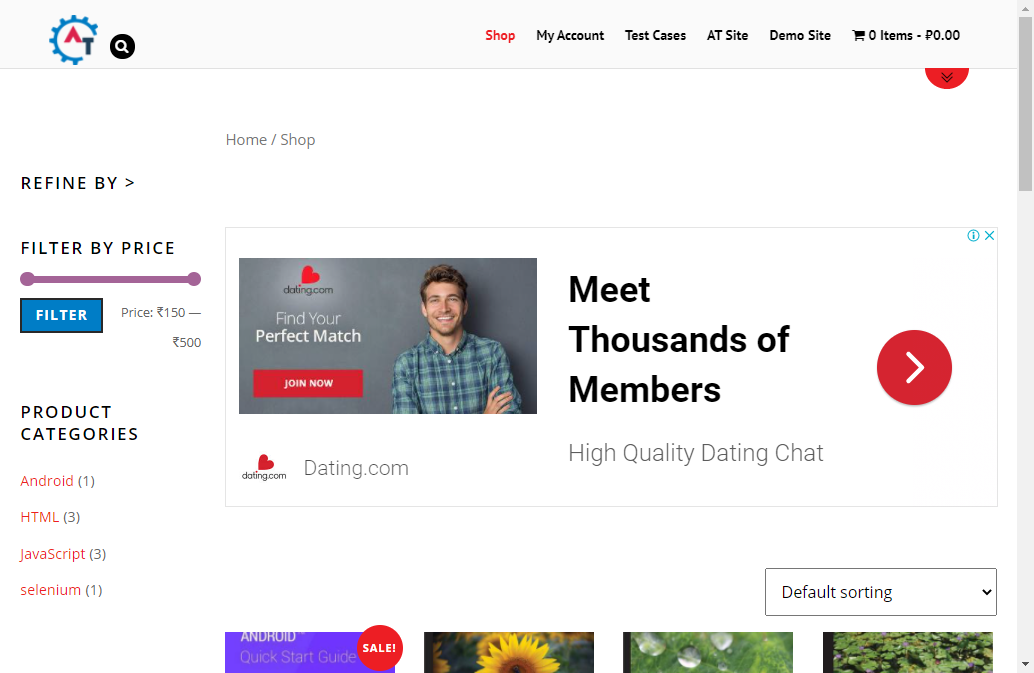 AT
Shop
My Account
Test Cases
AT Site
Demo Site
0 Items - ₽0.00
Home / Shop
REFINE BY >
FILTER BY PRICE
FILTER
Price: ₹150 —
₹500
PRODUCT
CATEGORIES
Android (1)
HTML (3)
JavaScript (3)
selenium (1)
dating.com
Find Your
Perfect Match
JOIN NOW
Meet
Thousands of
Members
High Quality Dating Chat
dating.com
Dating.com
Default sorting
ANDROID
Quick Start Guide
SALE!